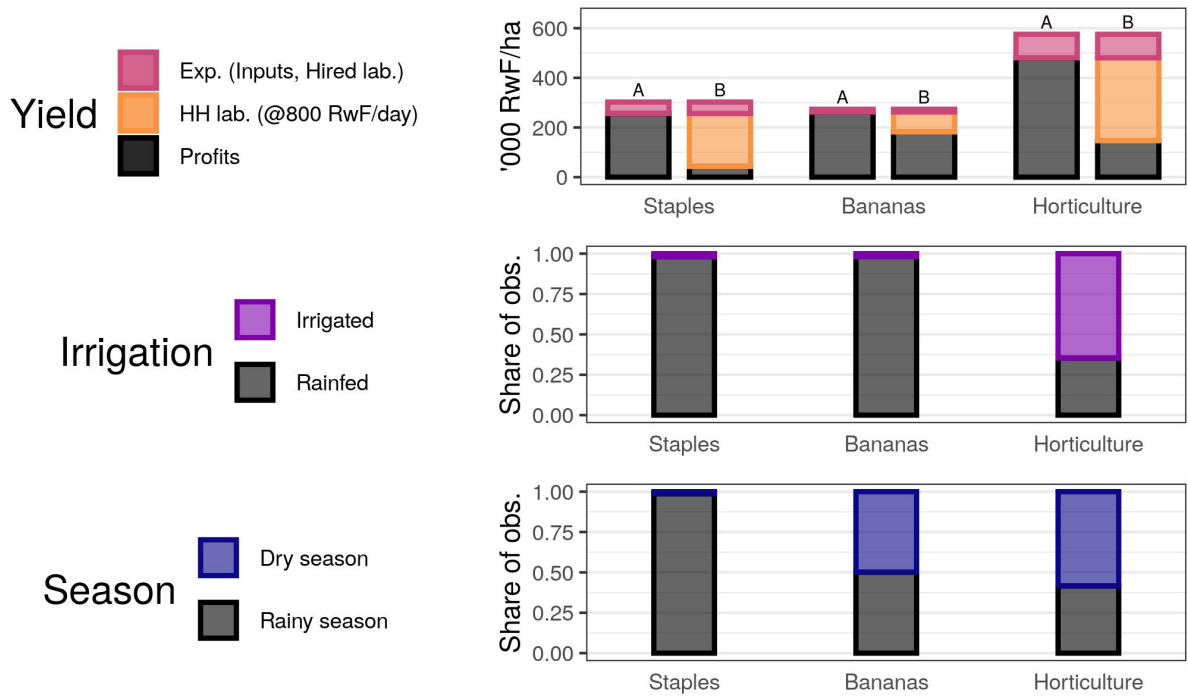 Yield
Exp. (Inputs, Hired lab.)
HH lab. (@800 RwF/day)
Profits
'000 RwF/ha
600
400
200
0
A
B
A
B
A
B
Staples
Bananas
Horticulture
Irrigation
Irrigated
Rainfed
Share of obs.
1.00
0.75
0.50
0.25
0.00
Staples
Bananas
Horticulture
Season
Dry season
Rainy season
Share of obs.
1.00
0.75
0.50
0.25
0.00
Staples
Bananas
Horticulture